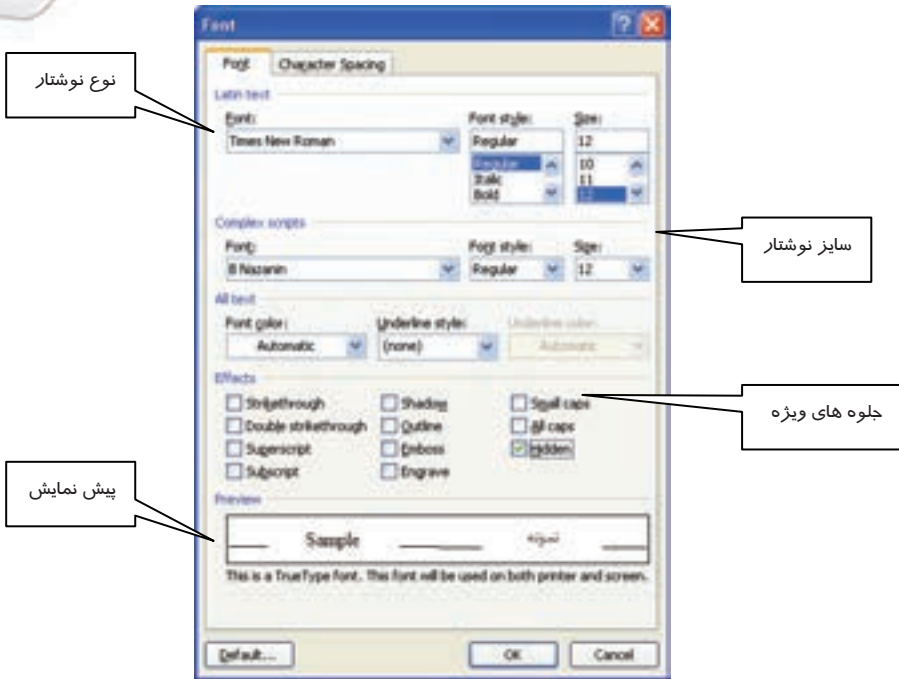 Font
Font Character Spacing
نوع نوشتار
Latin text
Font: Font style: Size:
Times New Roman Regular 12
Regular 10
Italic 11
Bold 12
Complex scripts
Font: Font style: Size:
سایز نوشتار
B Nazanin Regular 12
All text
Font color: Underline style: Underline color:
Automatic (none) Automatic
Effects
Strikethrough Shadow Small caps
جلوه های ویژه
Double strikethrough Outline All caps
Superscript Emboss Hidden
Subscript Engrave
پیش نمایش
Preview
Sample نمونه
This is a TrueType font. This font will be used on both printer and screen.
Default... OK Cancel